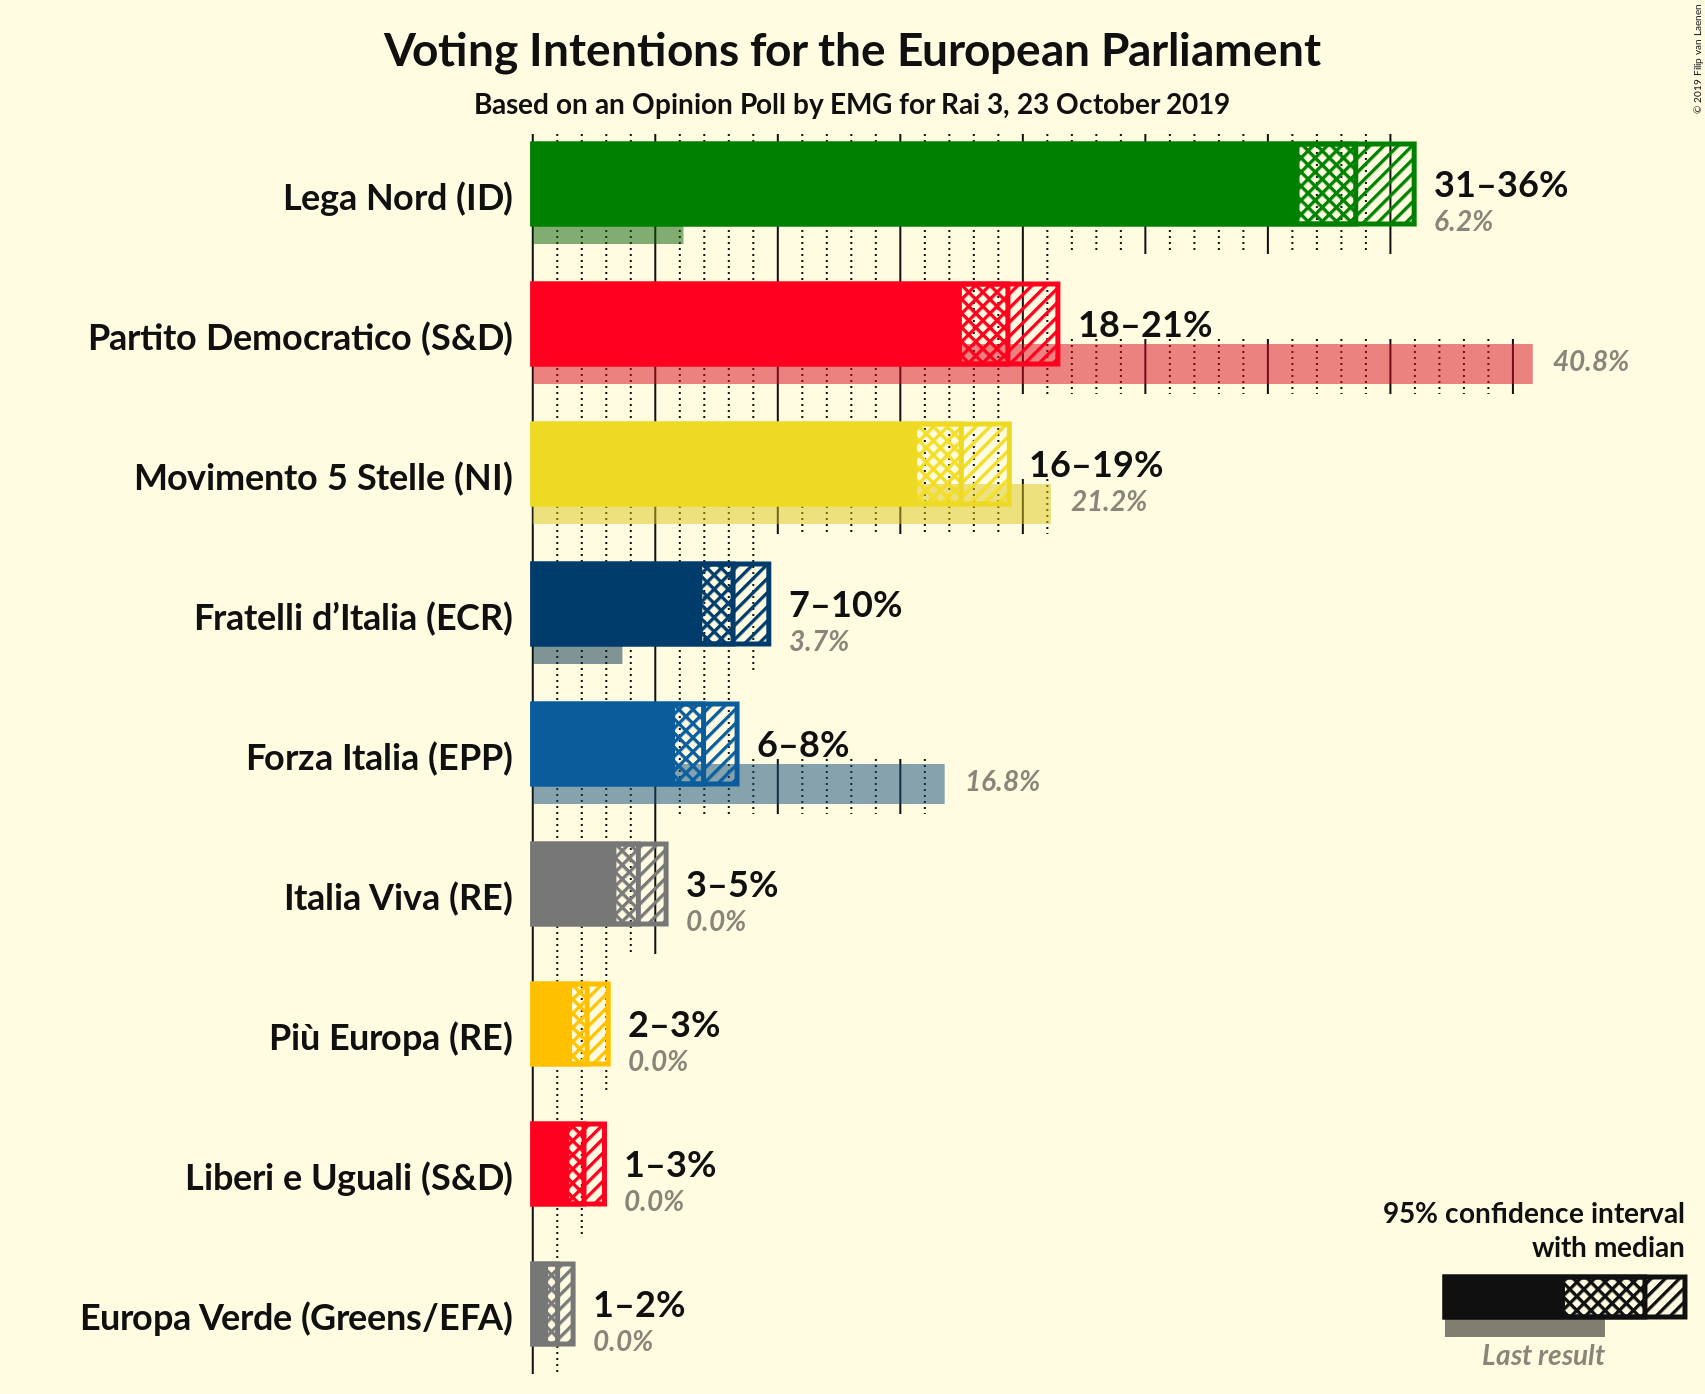 Voting Intentions for the European Parliament
Based on an Opinion Poll by EMG for Rai 3, 23 October 2019
© 2019 Filip van Laenen
Lega Nord (ID)
31–36%
6.2%
Partito Democratico (S&D)
18–21%
40.8%
Movimento 5 Stelle (NI)
16–19%
21.2%
Fratelli d’Italia (ECR)
7–10%
3.7%
Forza Italia (EPP)
6–8%
16.8%
Italia Viva (RE)
3–5%
0.0%
Più Europa (RE)
2–3%
0.0%
Liberi e Uguali (S&D)
1–3%
0.0%
Europa Verde (Greens/EFA)
1–2%
0.0%
95% confidence interval
with median
Last result